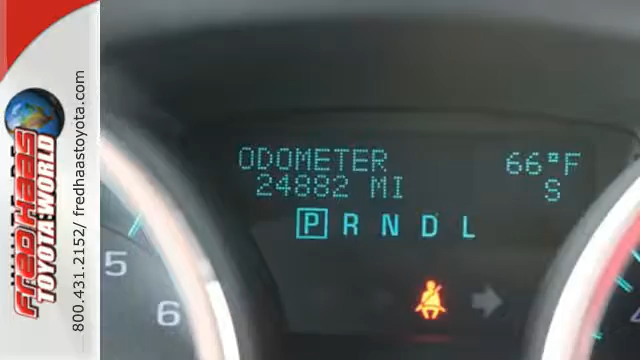 FRED HAAS
TOYOTA WORLD
800.431.2152/ fredhaastoyota.com
ODOMETER 66°F
24882 MI S
P R N D L
5
6